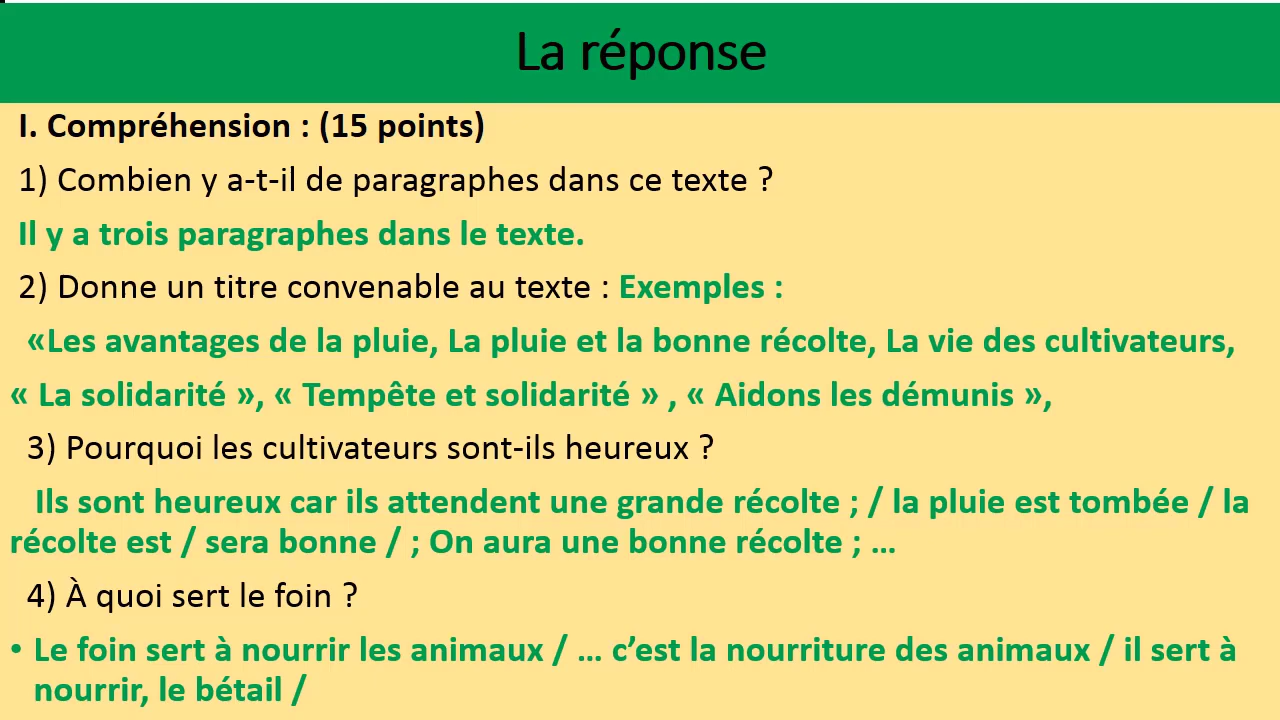 La réponse
I. Compréhension : (15 points)
1) Combien y a-t-il de paragraphes dans ce texte ?
Il y a trois paragraphes dans le texte.
2) Donne un titre convenable au texte : Exemples :
«Les avantages de la pluie, La pluie et la bonne récolte, La vie des cultivateurs,
« La solidarité », « Tempête et solidarité » , « Aidons les démunis »,
3) Pourquoi les cultivateurs sont-ils heureux ?
Ils sont heureux car ils attendent une grande récolte ; / la pluie est tombée / la
récolte est / sera bonne / ; On aura une bonne récolte ; …
4) À quoi sert le foin ?
• Le foin sert à nourrir les animaux / … c’est la nourriture des animaux / il sert à
nourrir, le bétail /